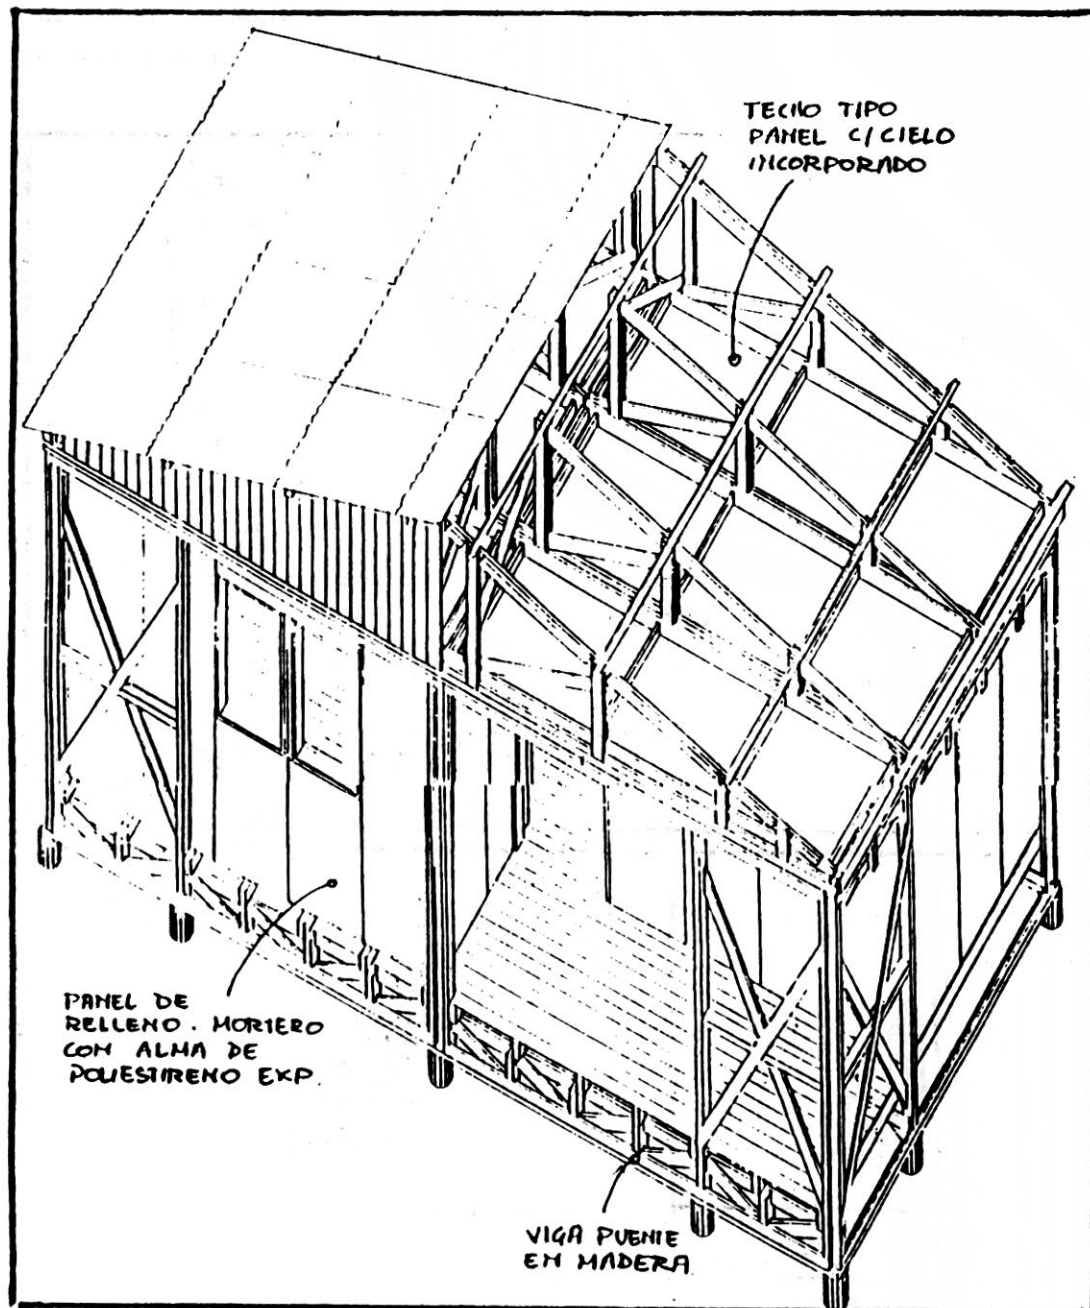 TECHO TIPO
PANEL C/CIELO
INCORPORADO
PANEL DE
RELLENO. MORTERO
CON ALMA DE
POLIESTIRENO EXP.
VIGA PUENTE
EN MADERA